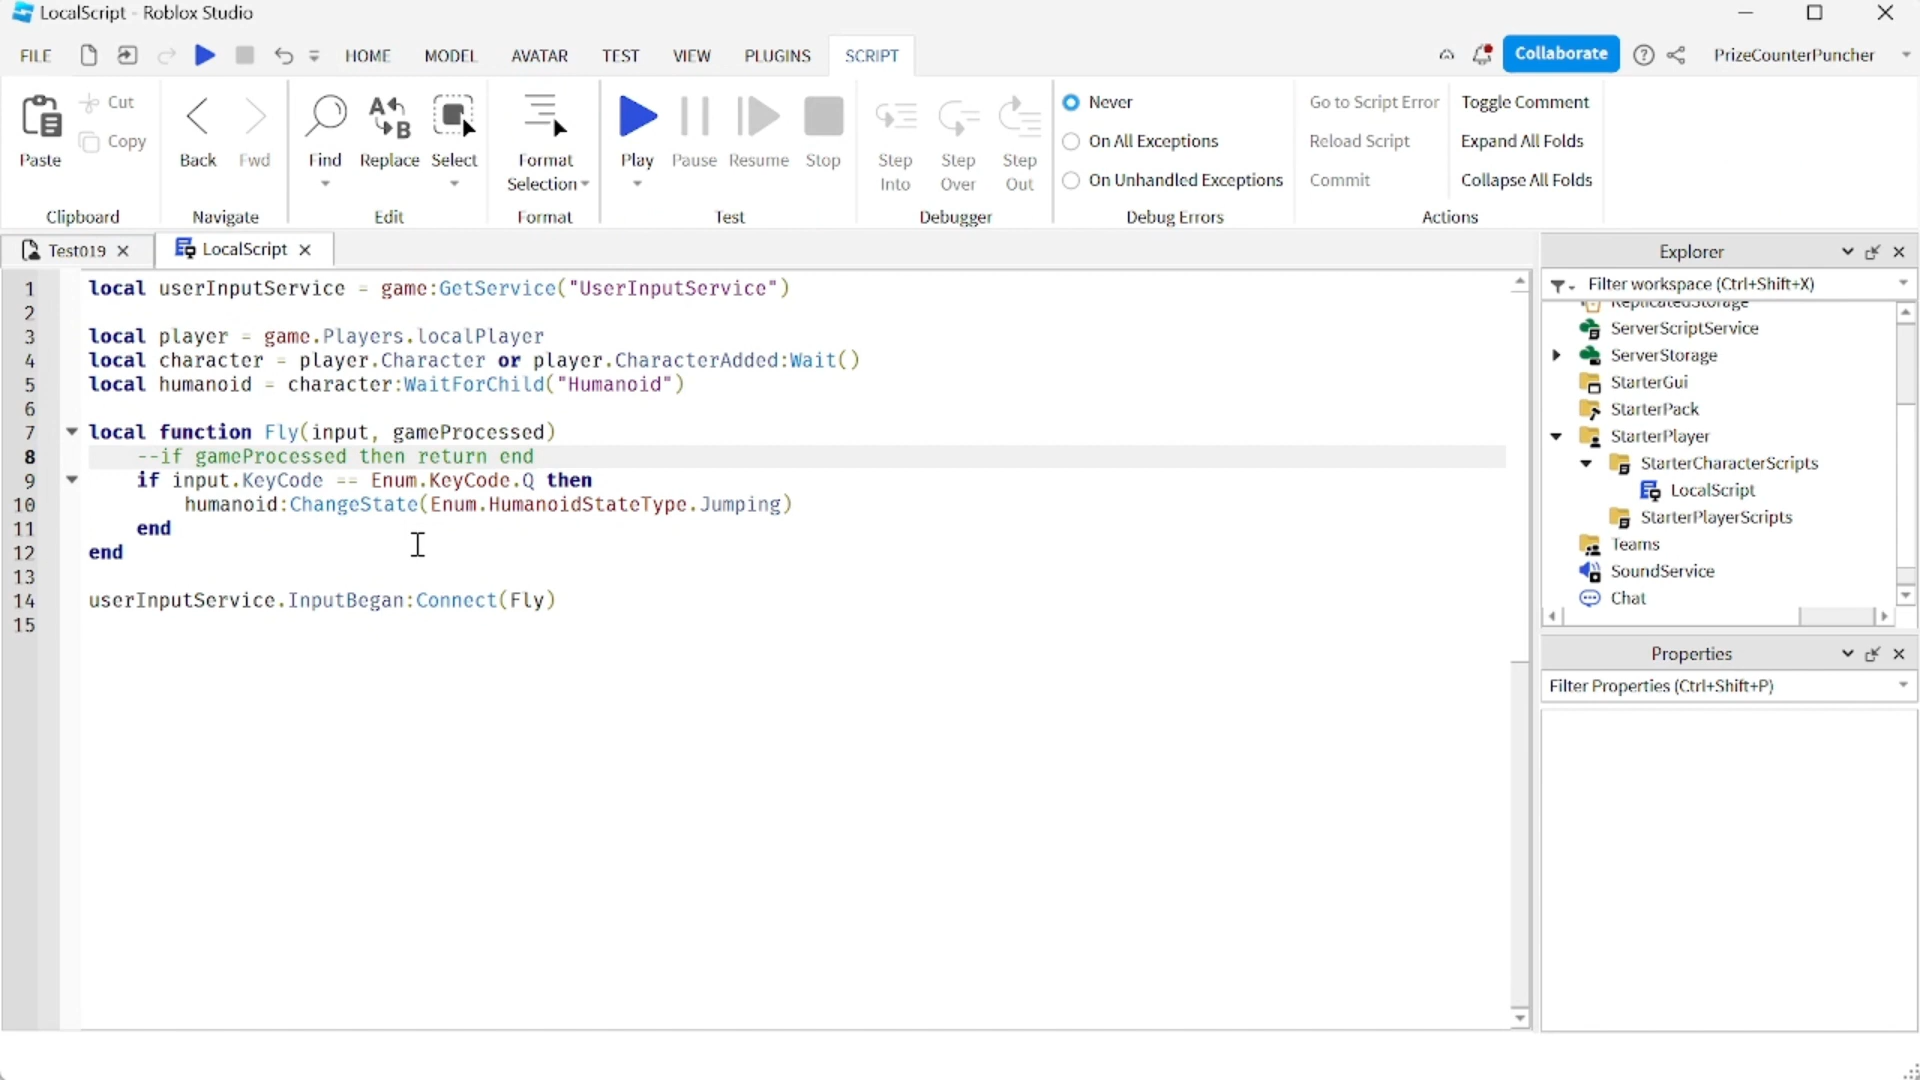 LocalScript - Roblox Studio
FILE HOME MODEL AVATAR TEST VIEW PLUGINS SCRIPT Collaborate PrizeCounterPuncher
Paste Cut Copy
Clipboard
Back Fwd
Navigate
Find Replace Select
Edit
Format Selection
Format
Play Pause Resume Stop
Test
Step Into Step Over Step Out
Debugger
Never
On All Exceptions
On Unhandled Exceptions
Debug Errors
Go to Script Error Toggle Comment
Reload Script Expand All Folds
Commit Collapse All Folds
Actions
Test019 LocalScript
1 local userInputService = game:GetService("UserInputService")
2
3 local player = game.Players.localPlayer
4 local character = player.Character or player.CharacterAdded:Wait()
5 local humanoid = character:WaitForChild("Humanoid")
6
7 local function Fly(input, gameProcessed)
8 --if gameProcessed then return end
9 if input.KeyCode == Enum.KeyCode.Q then
10 humanoid:ChangeState(Enum.HumanoidStateType.Jumping)
11 end
12 end
13
14 userInputService.InputBegan:Connect(Fly)
15
Explorer
Filter workspace (Ctrl+Shift+X)
ReplicatedStorage
ServerScriptService
ServerStorage
StarterGui
StarterPack
StarterPlayer
StarterCharacterScripts
LocalScript
StarterPlayerScripts
Teams
SoundService
Chat
Properties
Filter Properties (Ctrl+Shift+P)